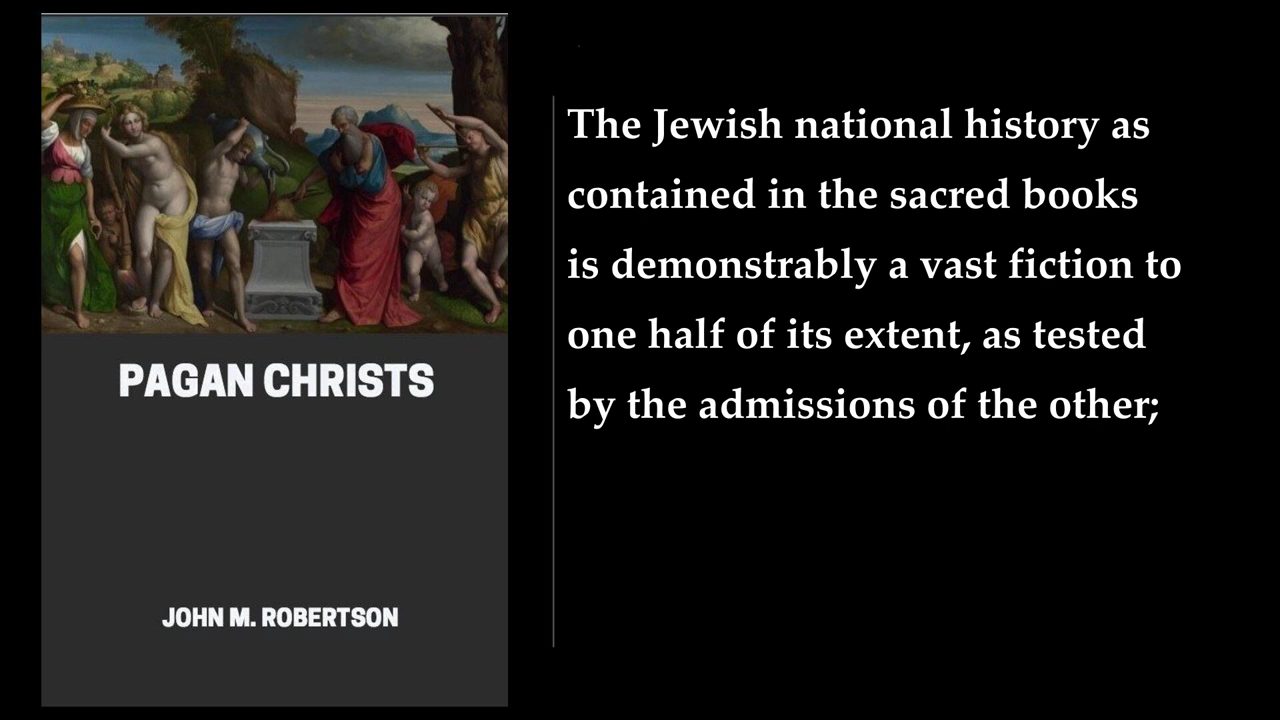 PAGAN CHRISTS
JOHN M. ROBERTSON
The Jewish national history as
contained in the sacred books
is demonstrably a vast fiction to
one half of its extent, as tested
by the admissions of the other;